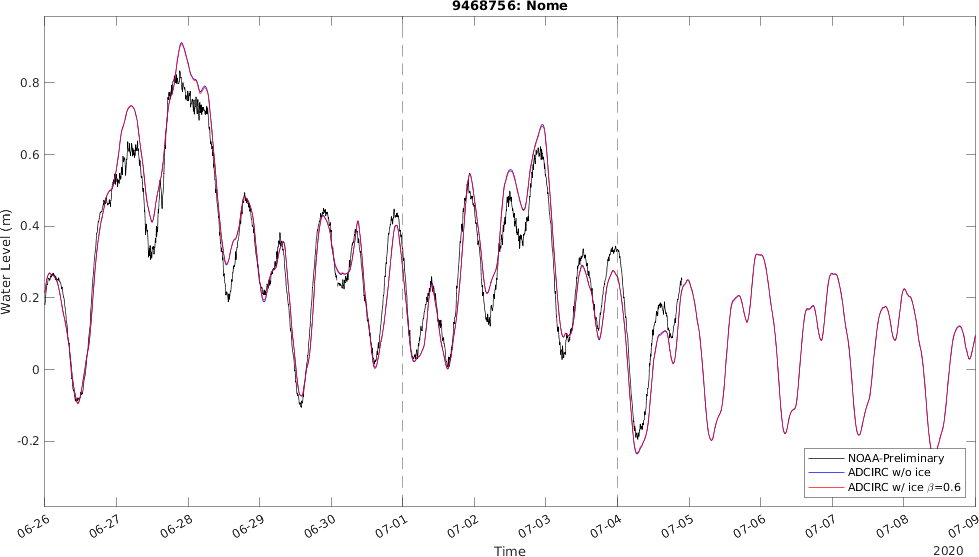 9468756: Nome
Water Level (m)
0.8
0.6
0.4
0.2
0
-0.2
NOAA-Preliminary
ADCIRC w/o ice
ADCIRC w/ ice β=0.6
06-26 06-27 06-28 06-29 06-30 07-01 07-02 07-03 07-04 07-05 07-06 07-07 07-08 07-09
Time
2020